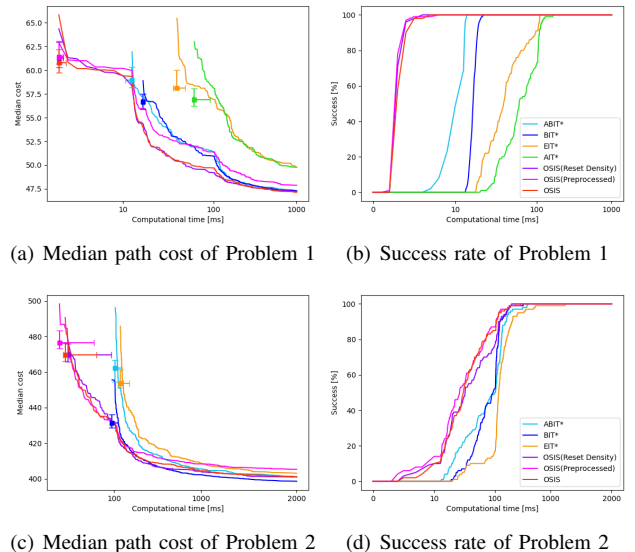 65.0
62.5
60.0
57.5
55.0
52.5
50.0
47.5
Median cost
10
100
1000
Computational time [ms]
100
80
60
40
20
0
Success [%]
ABIT*
BIT*
EIT*
AIT*
OSIS(Reset Density)
OSIS(Preprocessed)
OSIS
0
10
100
1000
Computational time [ms]
(a) Median path cost of Problem 1
(b) Success rate of Problem 1
500
480
460
440
420
400
Median cost
100
1000
2000
Computational time [ms]
100
80
60
40
20
0
Success [%]
ABIT*
BIT*
EIT*
OSIS(Reset Density)
OSIS(Preprocessed)
OSIS
0
10
100
1000
2000
Computational time [ms]
(c) Median path cost of Problem 2
(d) Success rate of Problem 2